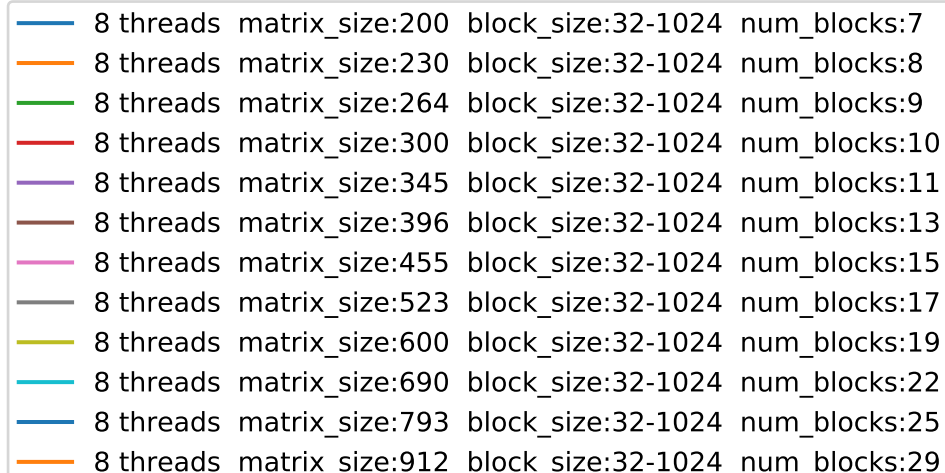 8 threads  matrix_size:200  block_size:32-1024  num_blocks:7
8 threads  matrix_size:230  block_size:32-1024  num_blocks:8
8 threads  matrix_size:264  block_size:32-1024  num_blocks:9
8 threads  matrix_size:300  block_size:32-1024  num_blocks:10
8 threads  matrix_size:345  block_size:32-1024  num_blocks:11
8 threads  matrix_size:396  block_size:32-1024  num_blocks:13
8 threads  matrix_size:455  block_size:32-1024  num_blocks:15
8 threads  matrix_size:523  block_size:32-1024  num_blocks:17
8 threads  matrix_size:600  block_size:32-1024  num_blocks:19
8 threads  matrix_size:690  block_size:32-1024  num_blocks:22
8 threads  matrix_size:793  block_size:32-1024  num_blocks:25
8 threads  matrix_size:912  block_size:32-1024  num_blocks:29